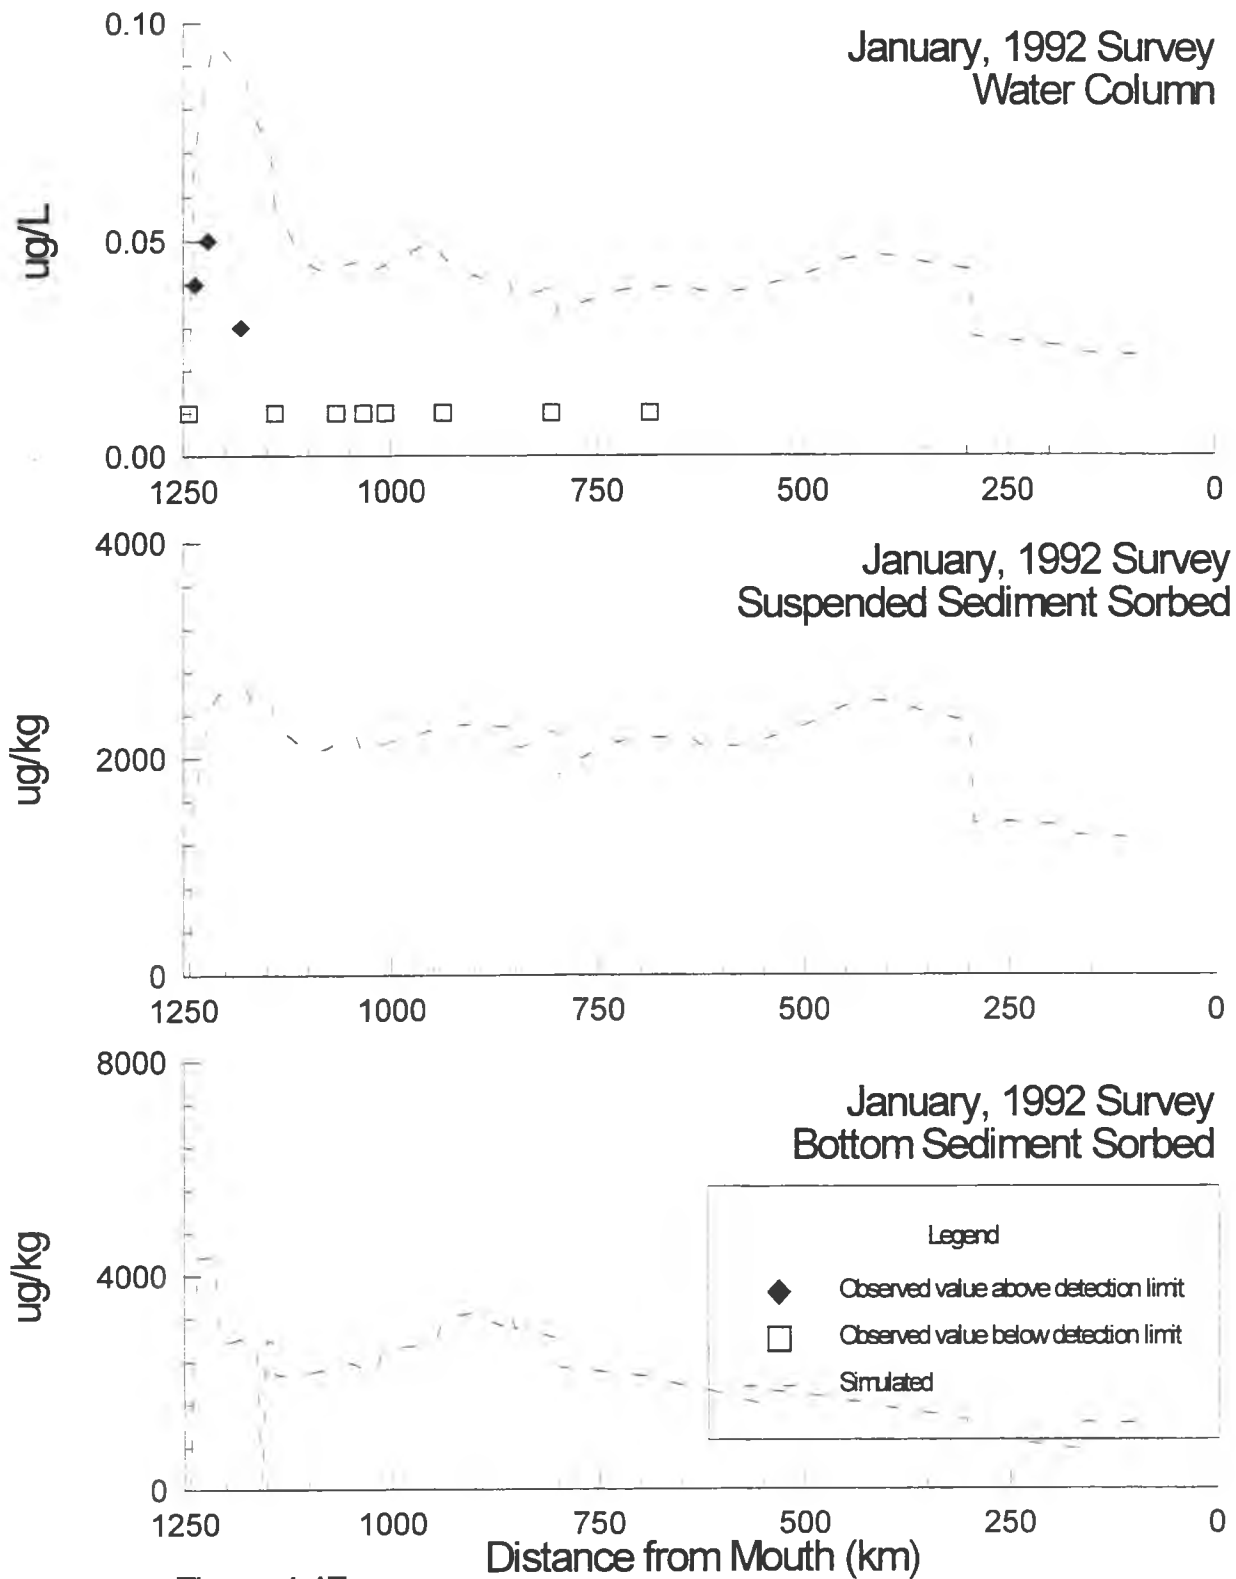 January, 1992 Survey
Water Column
ug/L
0.10
0.05
0.00
1250 1000 750 500 250 0
January, 1992 Survey
Suspended Sediment Sorbed
ug/kg
4000
2000
0
1250 1000 750 500 250 0
January, 1992 Survey
Bottom Sediment Sorbed
ug/kg
8000
4000
0
Legend
Observed value above detection limit
Observed value below detection limit
Simulated
1250 1000 750 500 250 0
Distance from Mouth (km)